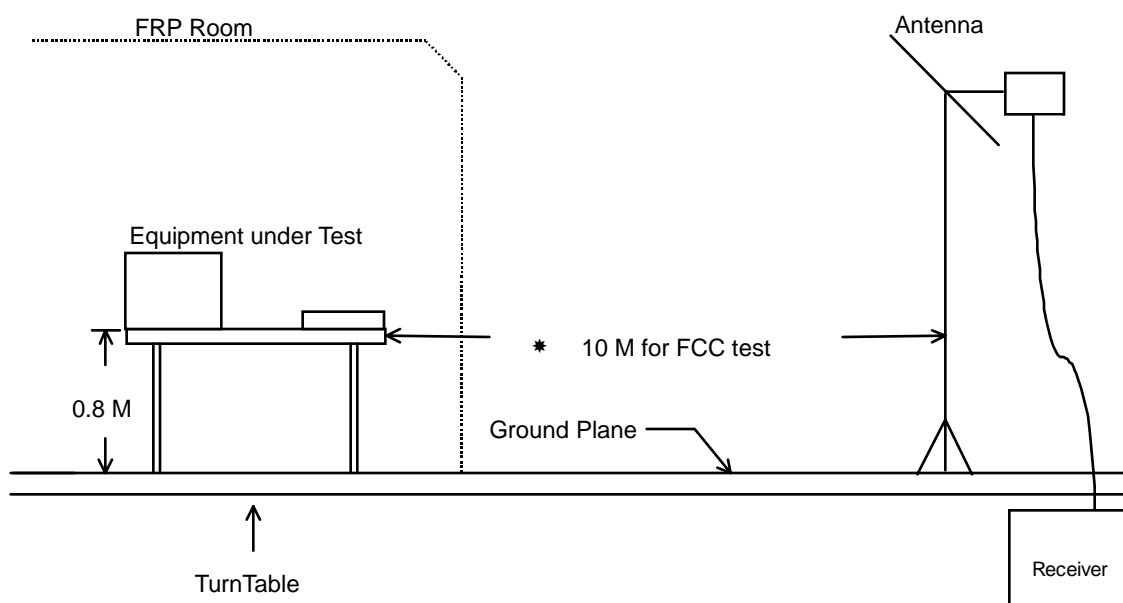 FRP Room
Antenna
Equipment under Test
✷ 10 M for FCC test
0.8 M
Ground Plane
TurnTable
Receiver